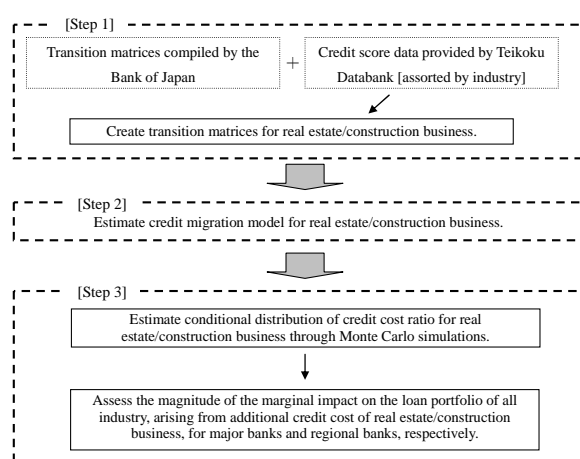 [Step 1]
Transition matrices compiled by the
Bank of Japan
+
Credit score data provided by Teikoku
Databank [assorted by industry]
Create transition matrices for real estate/construction business.
[Step 2]
Estimate credit migration model for real estate/construction business.
[Step 3]
Estimate conditional distribution of credit cost ratio for real
estate/construction business through Monte Carlo simulations.
Assess the magnitude of the marginal impact on the loan portfolio of all
industry, arising from additional credit cost of real estate/construction
business, for major banks and regional banks, respectively.